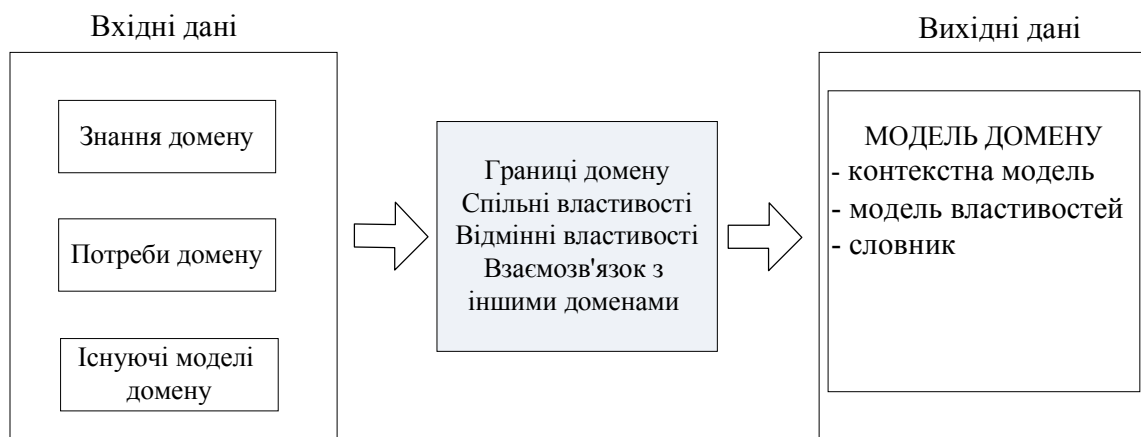 Вхідні дані
Знання домену
Потреби домену
Існуючі моделі
домену
Границі домену
Спільні властивості
Відмінні властивості
Взаємозв'язок з
іншими доменами
Вихідні дані
МОДЕЛЬ ДОМЕНУ
- контекстна модель
- модель властивостей
- словник